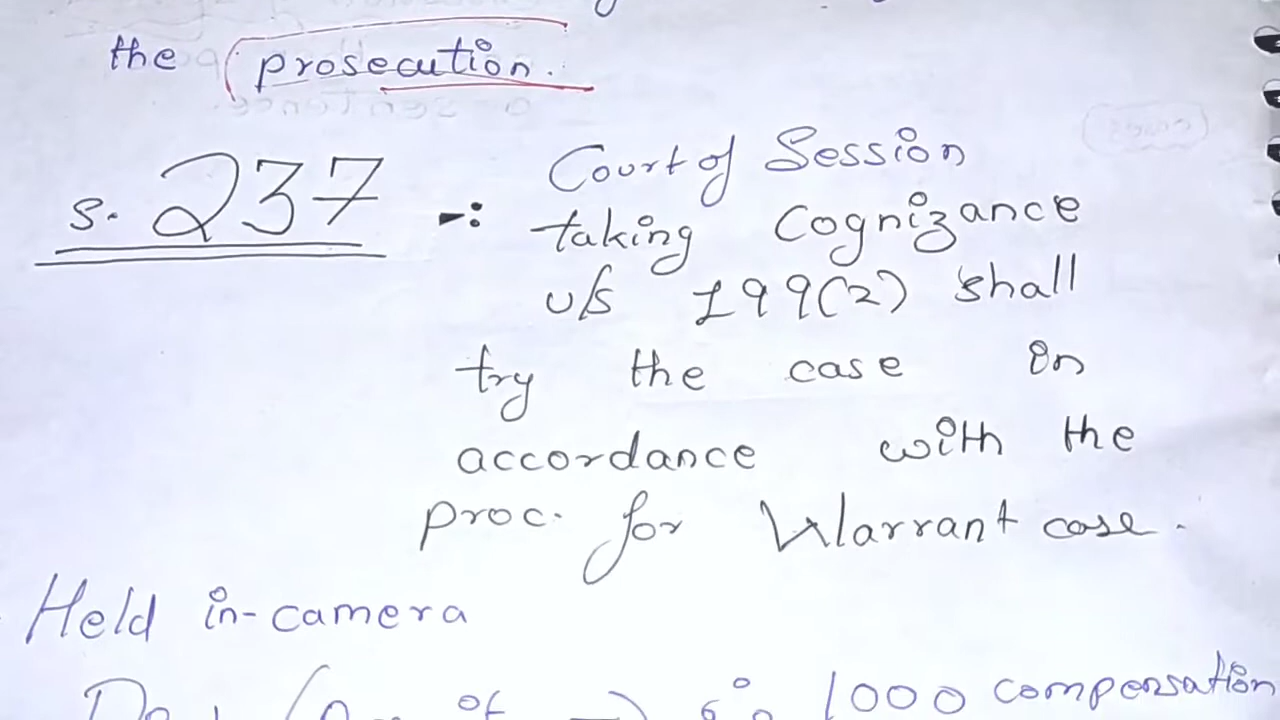 the prosecution.
s. 237 -: Court of Session
taking Cognizance
u/s 199(2) shall
try the case in
accordance with the
proc. for Warrant case.
Held in-camera
of 1000 compensation